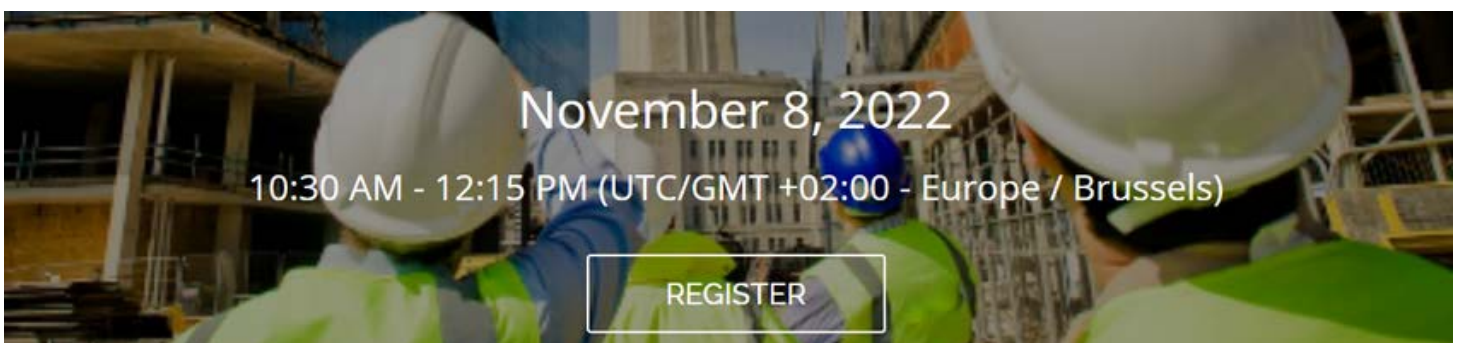 November 8, 2022
10:30 AM - 12:15 PM (UTC/GMT +02:00 - Europe / Brussels)
REGISTER